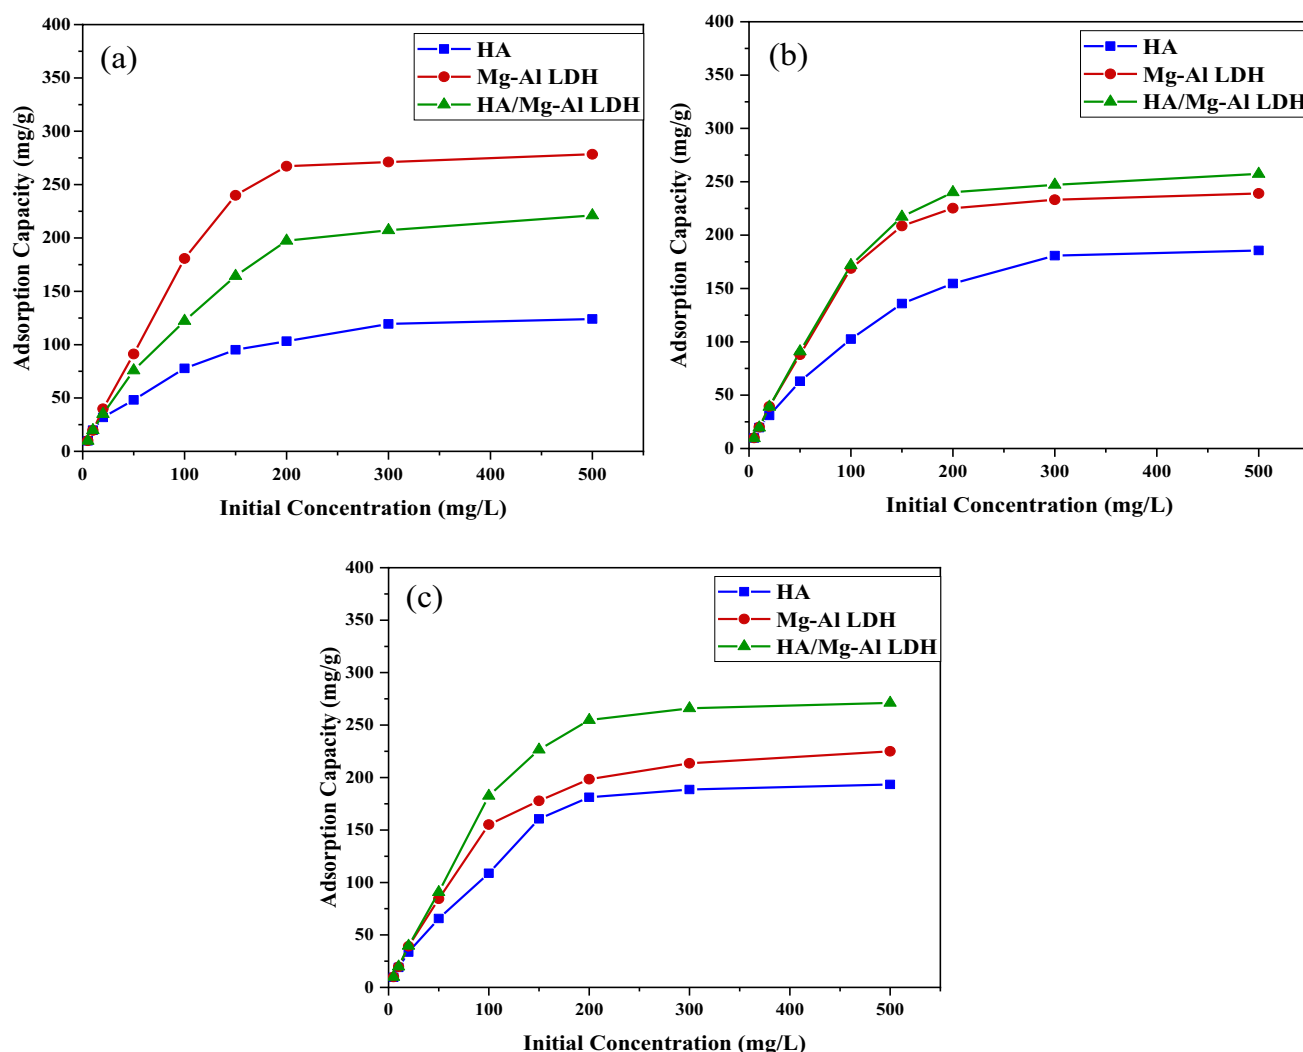 (a)
HA
Mg-Al LDH
HA/Mg-Al LDH
Adsorption Capacity (mg/g)
400
350
300
250
200
150
100
50
0
0 100 200 300 400 500
Initial Concentration (mg/L)
(b)
HA
Mg-Al LDH
HA/Mg-Al LDH
Adsorption Capacity (mg/g)
400
350
300
250
200
150
100
50
0
0 100 200 300 400 500
Initial Concentration (mg/L)
(c)
HA
Mg-Al LDH
HA/Mg-Al LDH
Adsorption Capacity (mg/g)
400
350
300
250
200
150
100
50
0
0 100 200 300 400 500
Initial Concentration (mg/L)